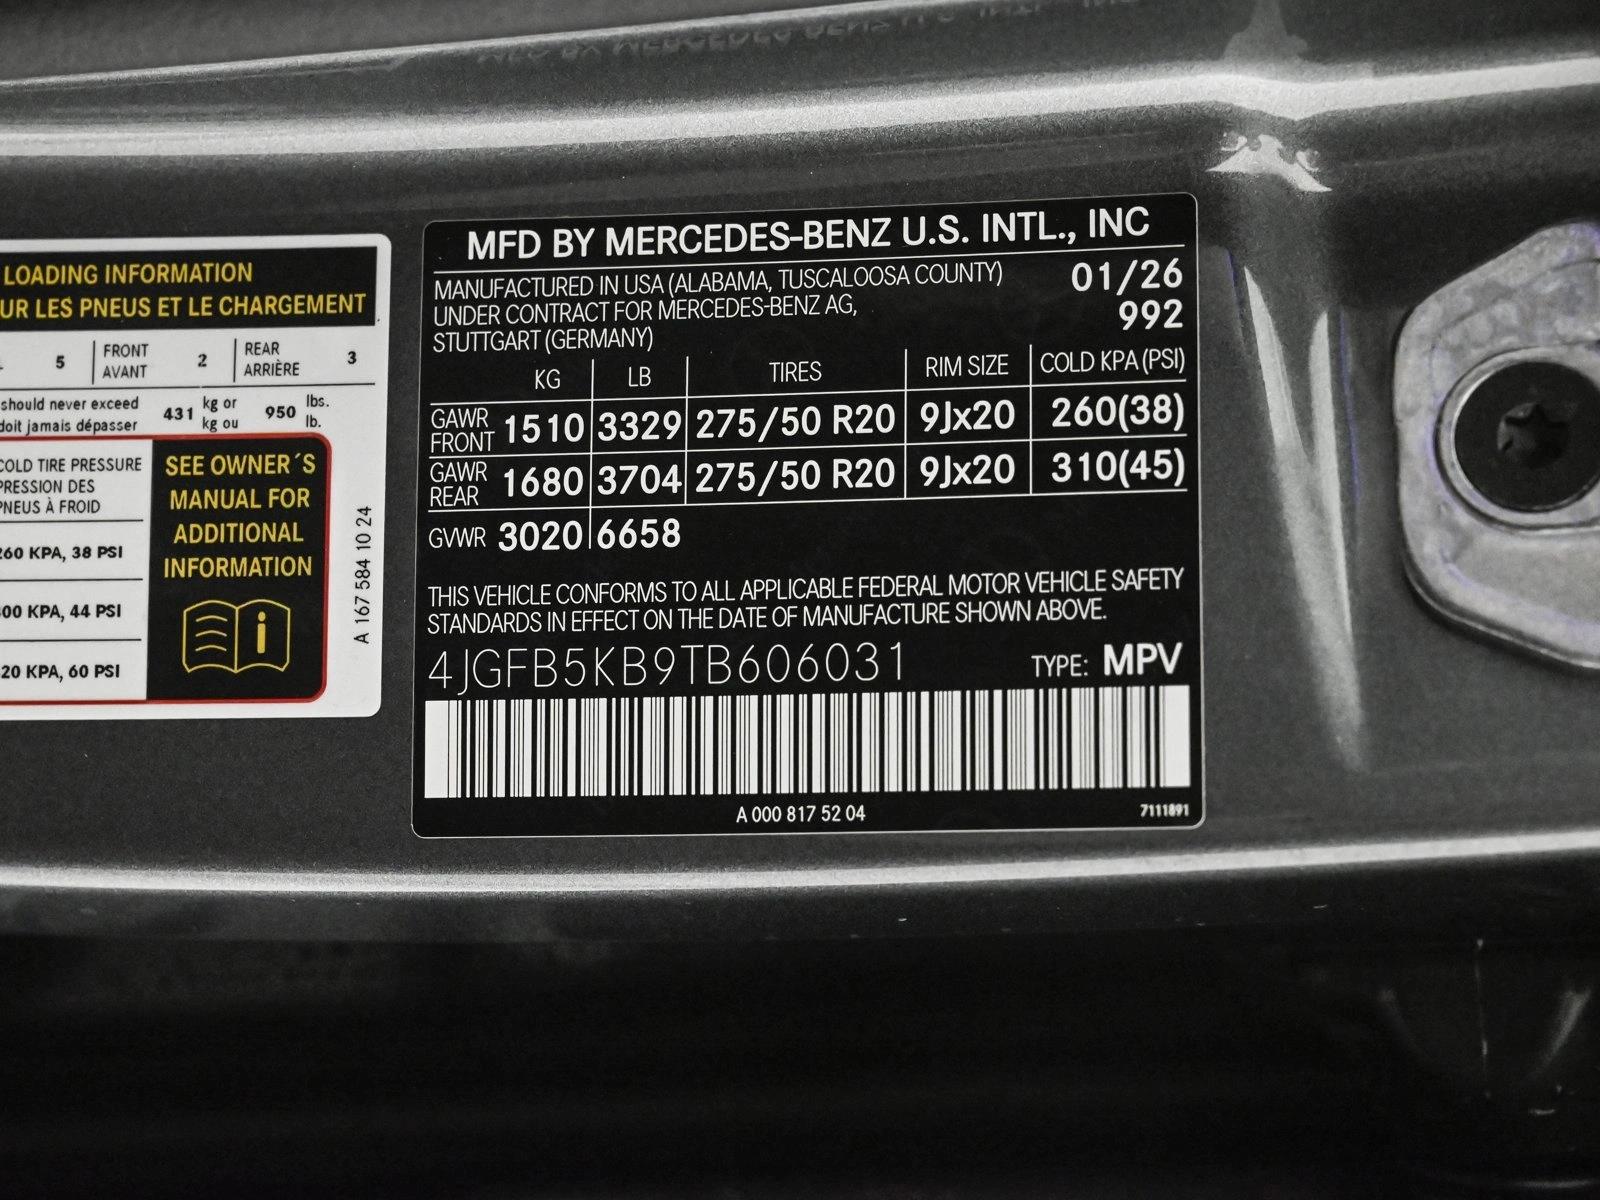 LOADING INFORMATION
UR LES PNEUS ET LE CHARGEMENT
5 FRONT AVANT 2 REAR ARRIÈRE 3
should never exceed 431 kg or 950 lbs.
doit jamais dépasser kg ou lb.
COLD TIRE PRESSURE
PRESSION DES
PNEUS À FROID
260 KPA, 38 PSI
00 KPA, 44 PSI
20 KPA, 60 PSI
SEE OWNER´S
MANUAL FOR
ADDITIONAL
INFORMATION
i
A 167 584 10 24
MFD BY MERCEDES-BENZ U.S. INTL., INC
MANUFACTURED IN USA (ALABAMA, TUSCALOOSA COUNTY) 01/26
UNDER CONTRACT FOR MERCEDES-BENZ AG, 992
STUTTGART (GERMANY)
KG LB TIRES RIM SIZE COLD KPA (PSI)
GAWR FRONT 1510 3329 275/50 R20 9Jx20 260(38)
GAWR REAR 1680 3704 275/50 R20 9Jx20 310(45)
GVWR 3020 6658
THIS VEHICLE CONFORMS TO ALL APPLICABLE FEDERAL MOTOR VEHICLE SAFETY
STANDARDS IN EFFECT ON THE DATE OF MANUFACTURE SHOWN ABOVE.
4JGFB5KB9TB606031 TYPE: MPV
A 000 817 52 04 7111891